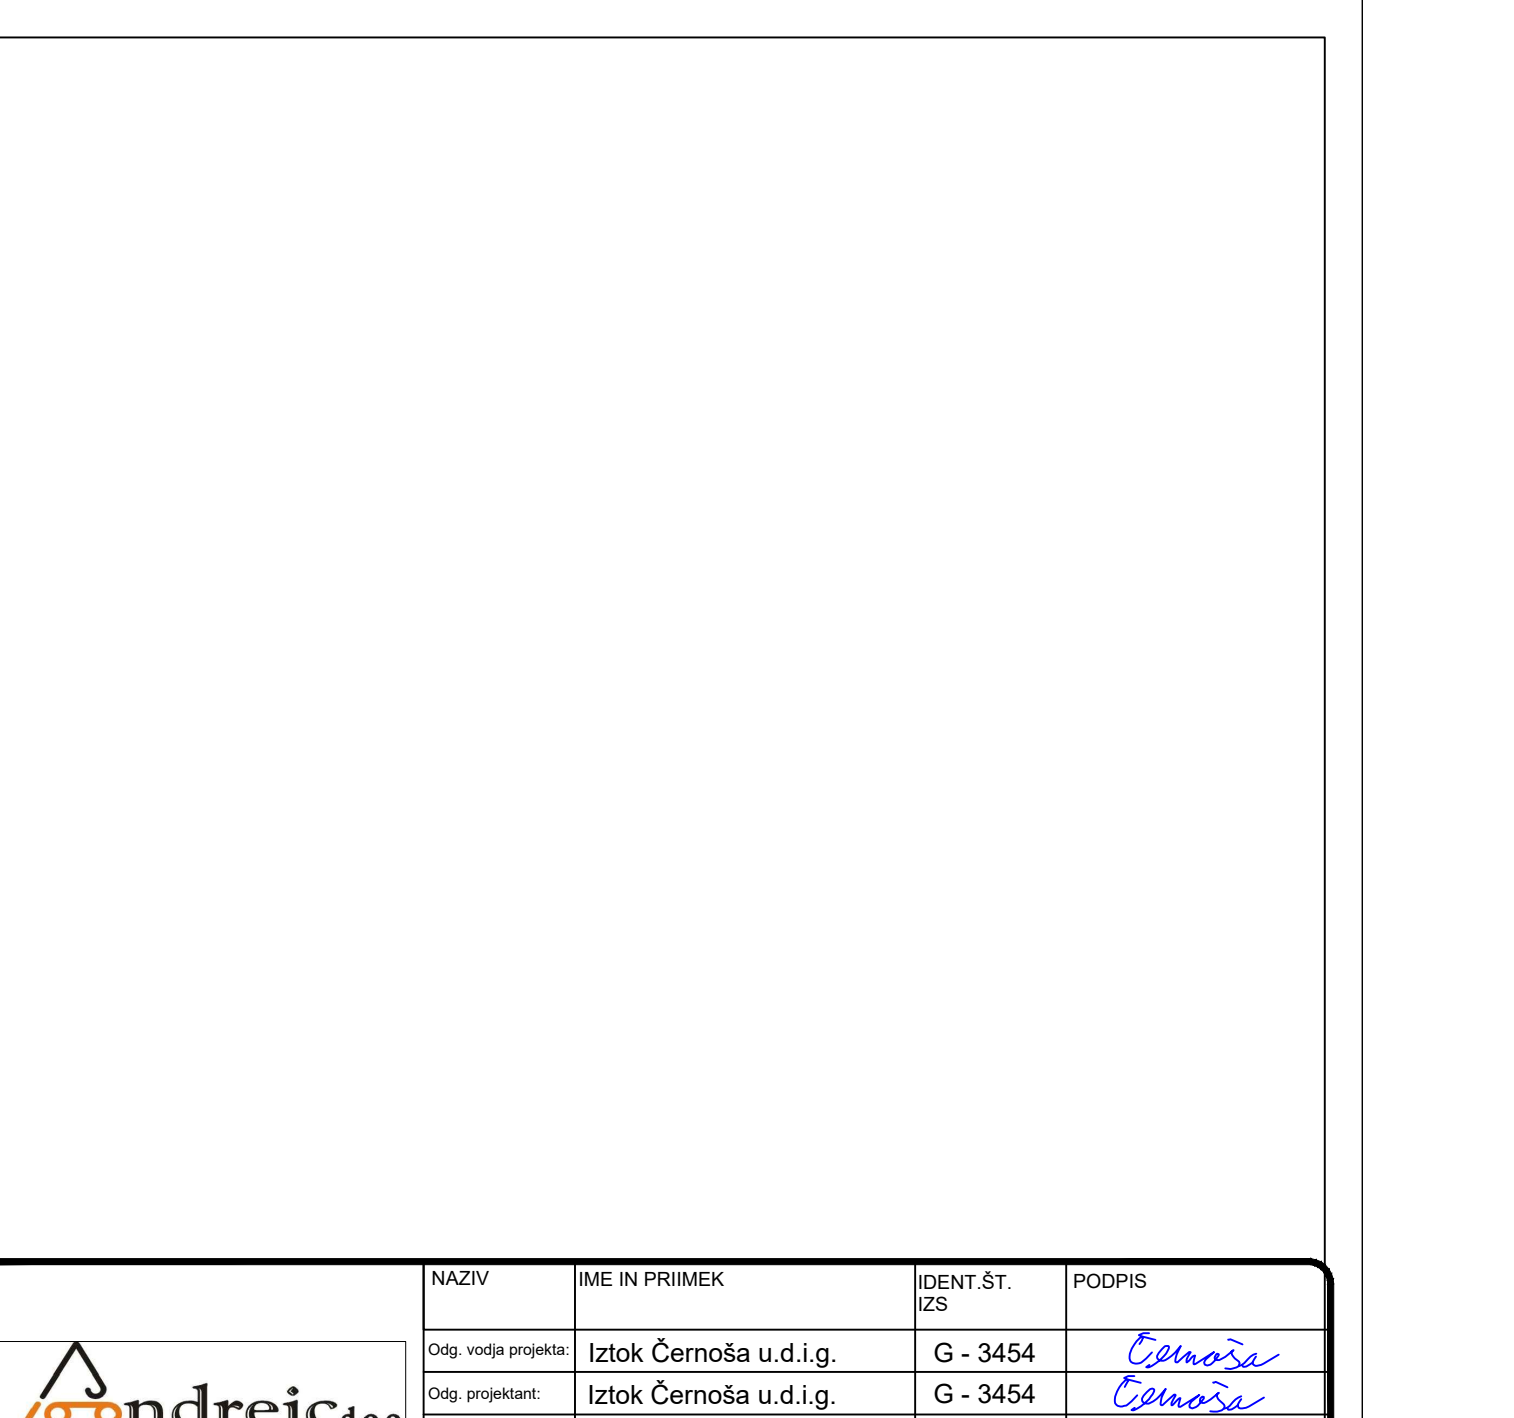 NAZIV IME IN PRIIMEK IDENT.ŠT. IZS PODPIS
Odg. vodja projekta: Iztok Černoša u.d.i.g. G - 3454 Černoša
Odg. projektant: Iztok Černoša u.d.i.g. G - 3454 Černoša
ndrejc